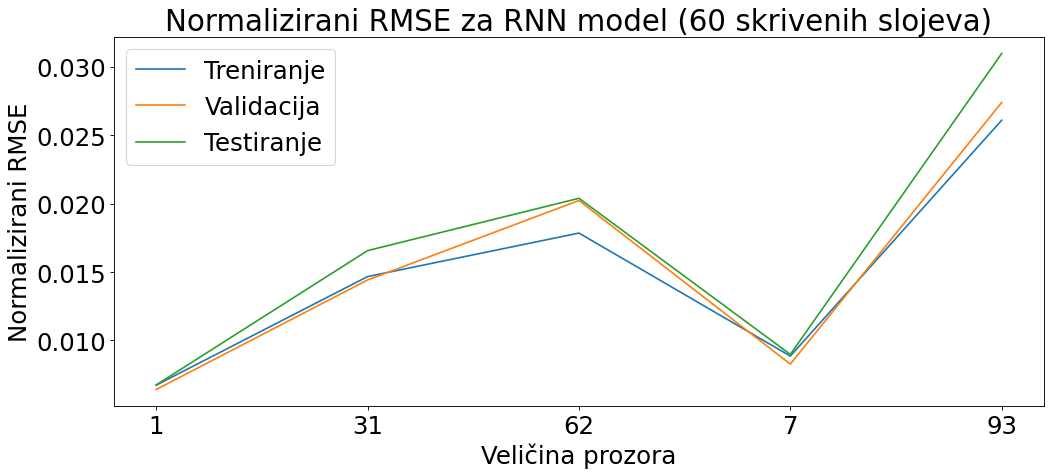 Normalizirani RMSE za RNN model (60 skrivenih slojeva)
Normalizirani RMSE
0.030
0.025
0.020
0.015
0.010
Treniranje
Validacija
Testiranje
1 31 62 7 93
Veličina prozora